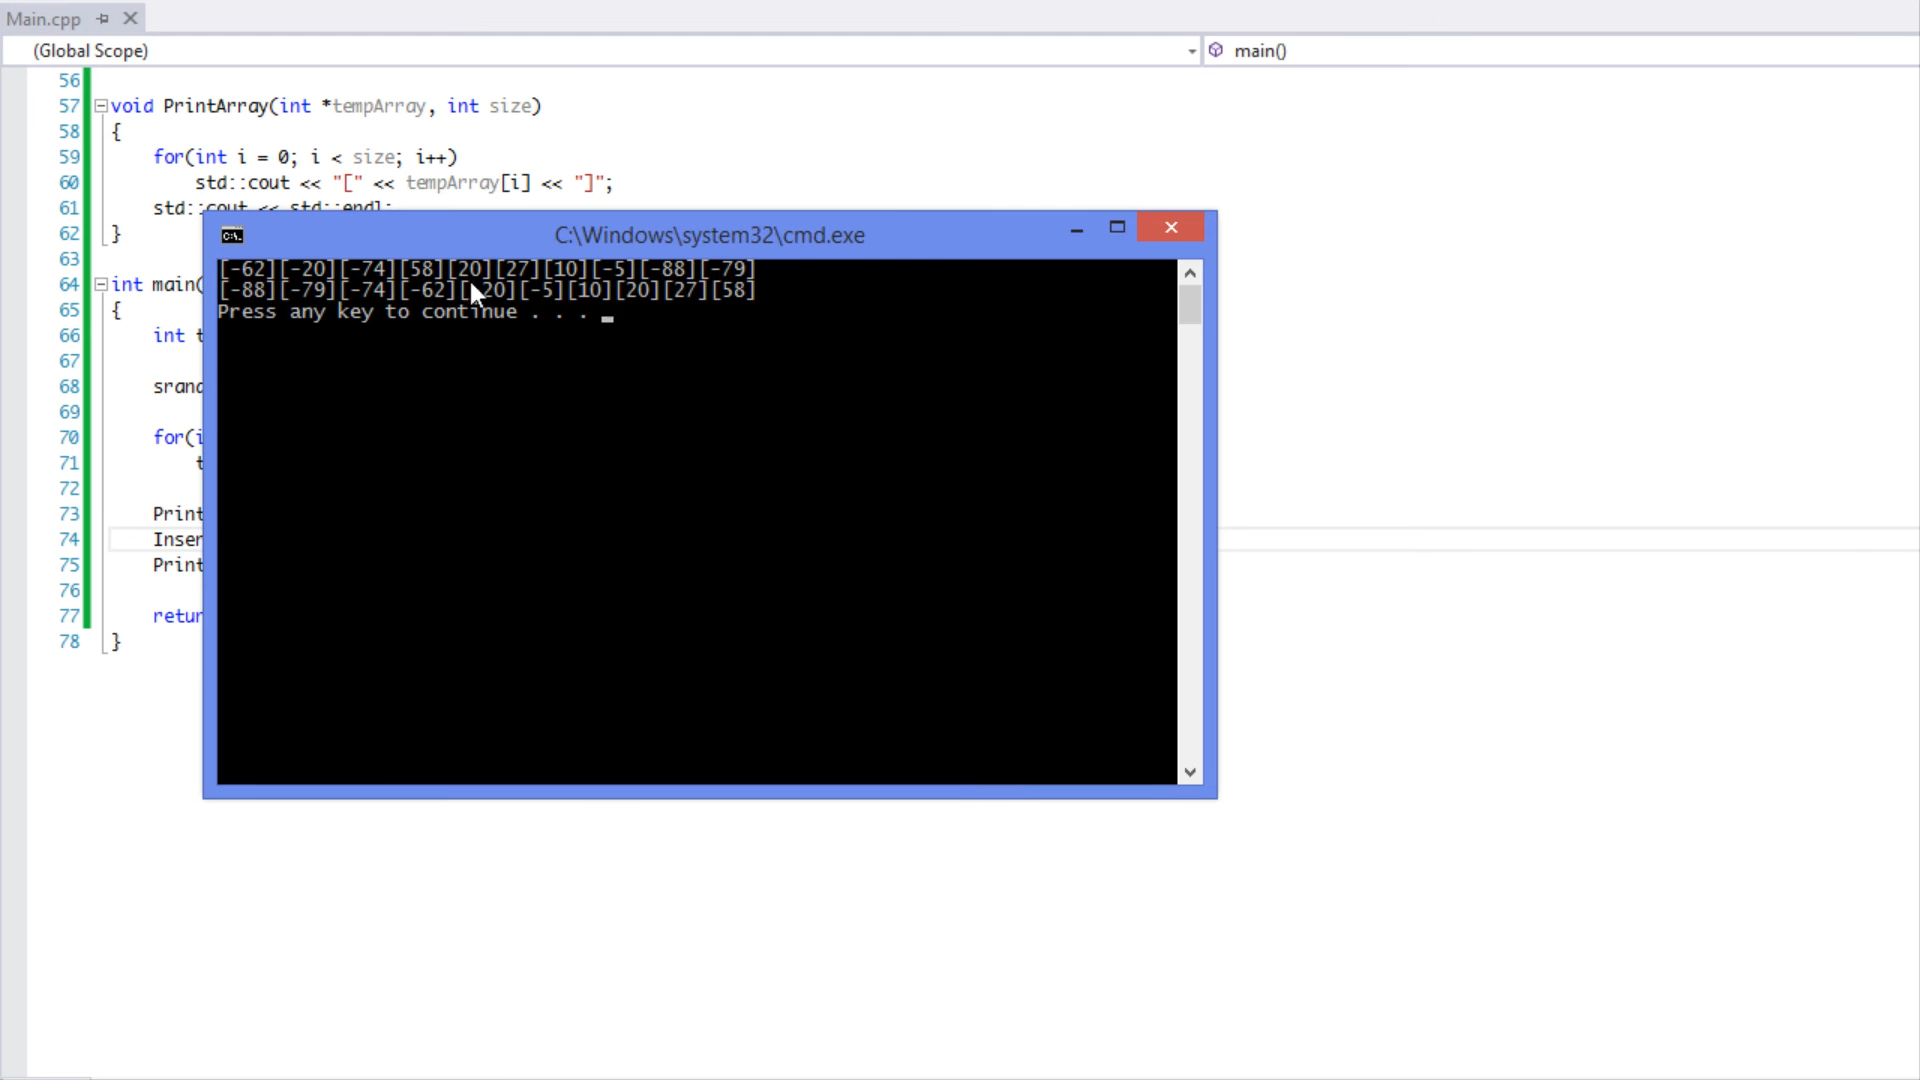 Main.cpp
(Global Scope)
main()
56
57 void PrintArray(int *tempArray, int size)
58 {
59 for(int i = 0; i < size; i++)
60 std::cout << "[" << tempArray[i] << "]";
61 std::cout << std::endl;
62 }
63
64 int main(
65 {
66 int t
67
68 srand
69
70 for(i
71 t
72
73 Print
74 Inser
75 Print
76
77 retur
78 }
C:\Windows\system32\cmd.exe
[-62][-20][-74][58][20][27][10][-5][-88][-79]
[-88][-79][-74][-62][-20][-5][10][20][27][58]
Press any key to continue . . . _